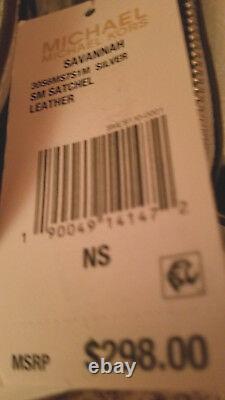 MICHAEL
MICHAEL KORS
SAVANNAH
30S6MS7S1M SILVER
SM SATCHEL
LEATHER
1 90049 14147 2
NS
MSRP $298.00